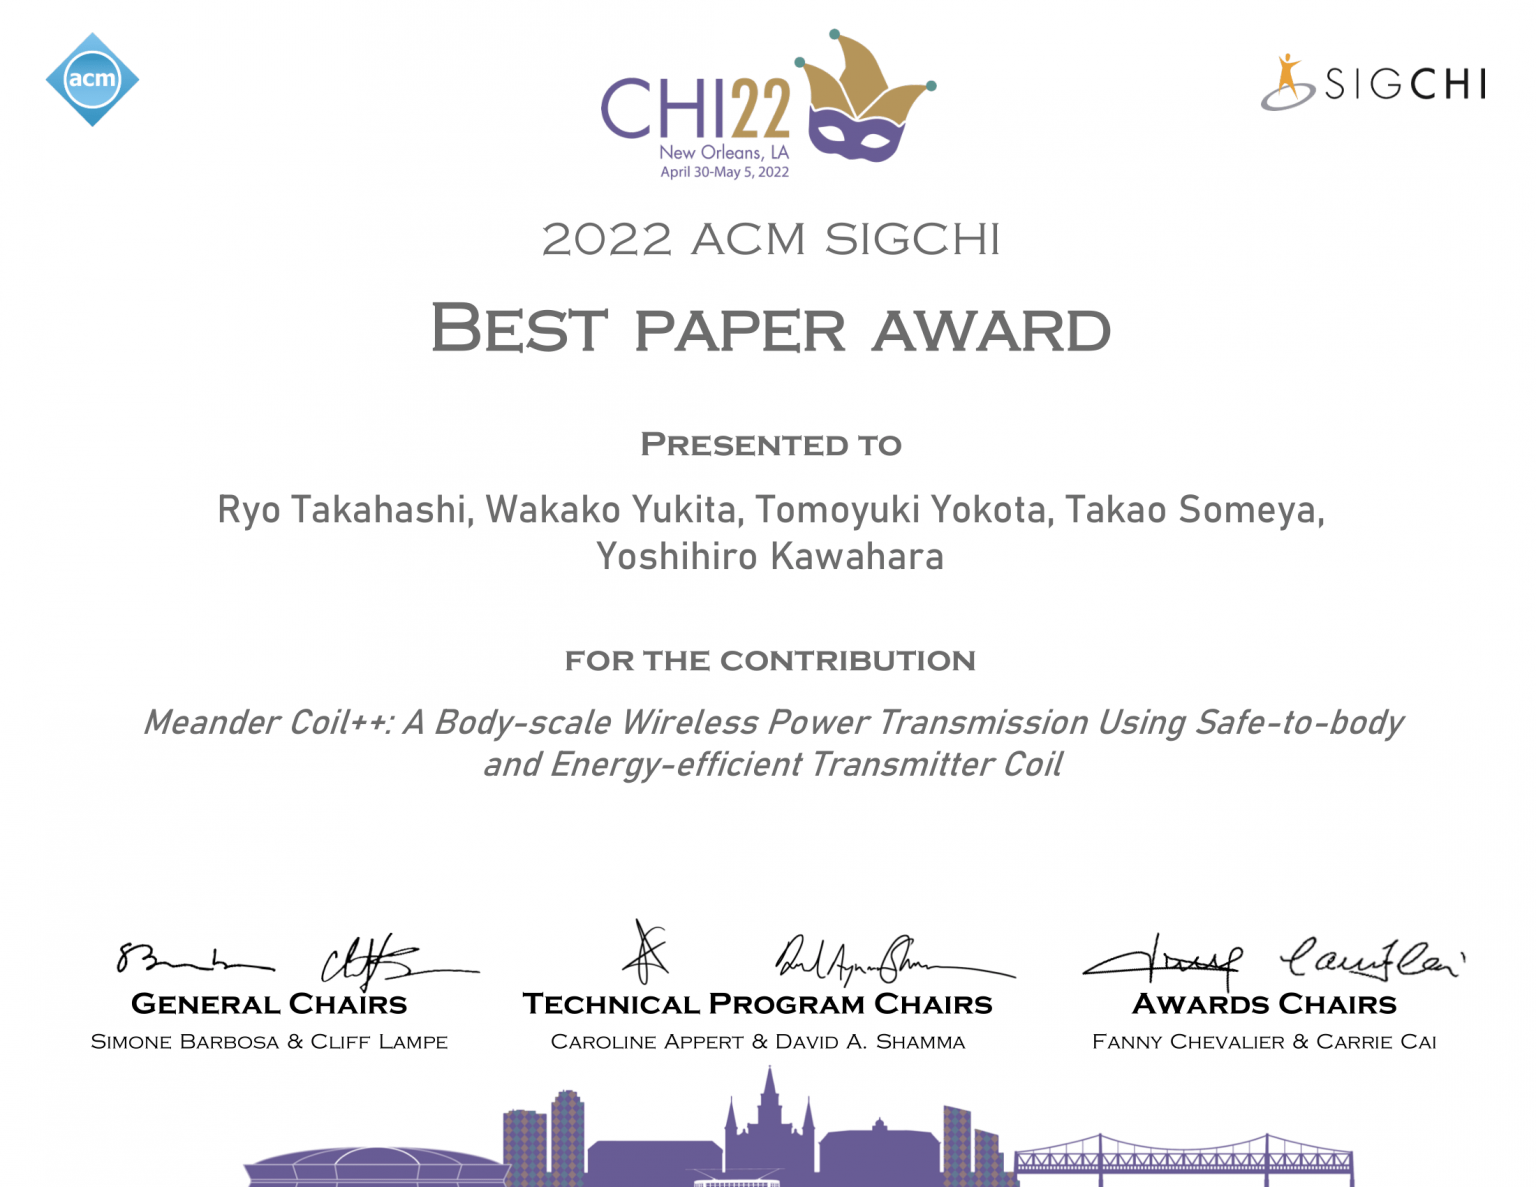 acm
CHI22
New Orleans, LA
April 30-May 5, 2022
SIGCHI
2022 ACM SIGCHI
BEST PAPER AWARD
PRESENTED TO
Ryo Takahashi, Wakako Yukita, Tomoyuki Yokota, Takao Someya,
Yoshihiro Kawahara
FOR THE CONTRIBUTION
Meander Coil++: A Body-scale Wireless Power Transmission Using Safe-to-body
and Energy-efficient Transmitter Coil
GENERAL CHAIRS
SIMONE BARBOSA & CLIFF LAMPE
TECHNICAL PROGRAM CHAIRS
CAROLINE APPERT & DAVID A. SHAMMA
AWARDS CHAIRS
FANNY CHEVALIER & CARRIE CAI